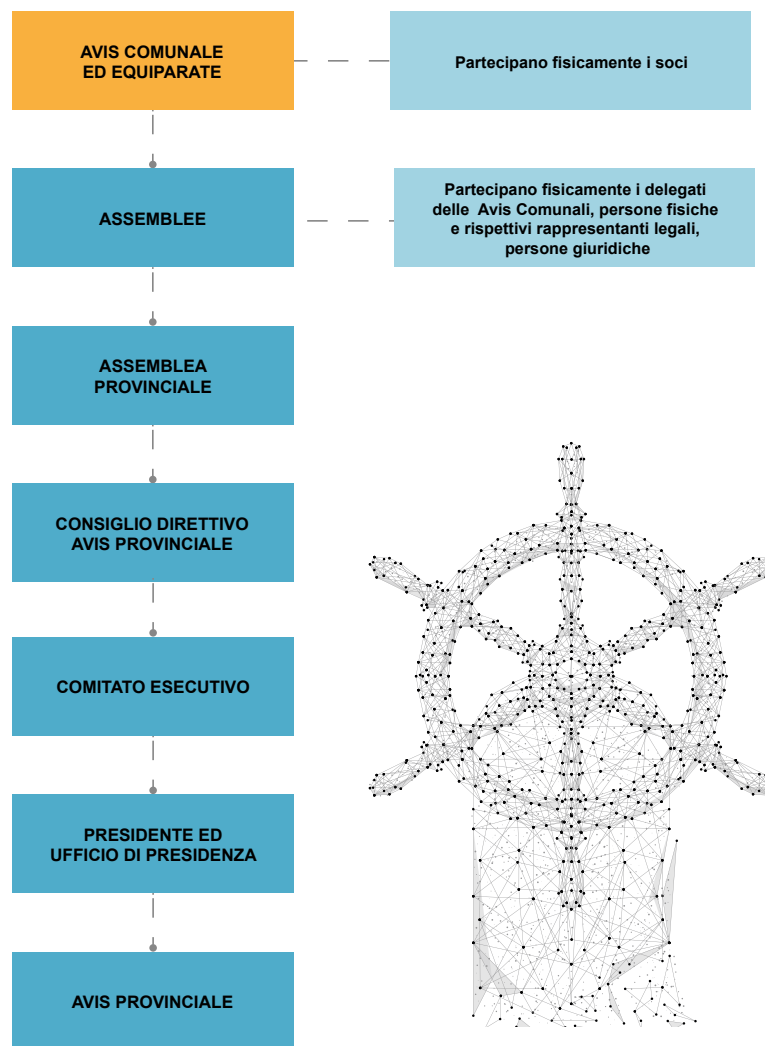 AVIS COMUNALE
ED EQUIPARATE
Partecipano fisicamente i soci
ASSEMBLEE
Partecipano fisicamente i delegati
delle Avis Comunali, persone fisiche
e rispettivi rappresentanti legali,
persone giuridiche
ASSEMBLEA
PROVINCIALE
CONSIGLIO DIRETTIVO
AVIS PROVINCIALE
COMITATO ESECUTIVO
PRESIDENTE ED
UFFICIO DI PRESIDENZA
AVIS PROVINCIALE